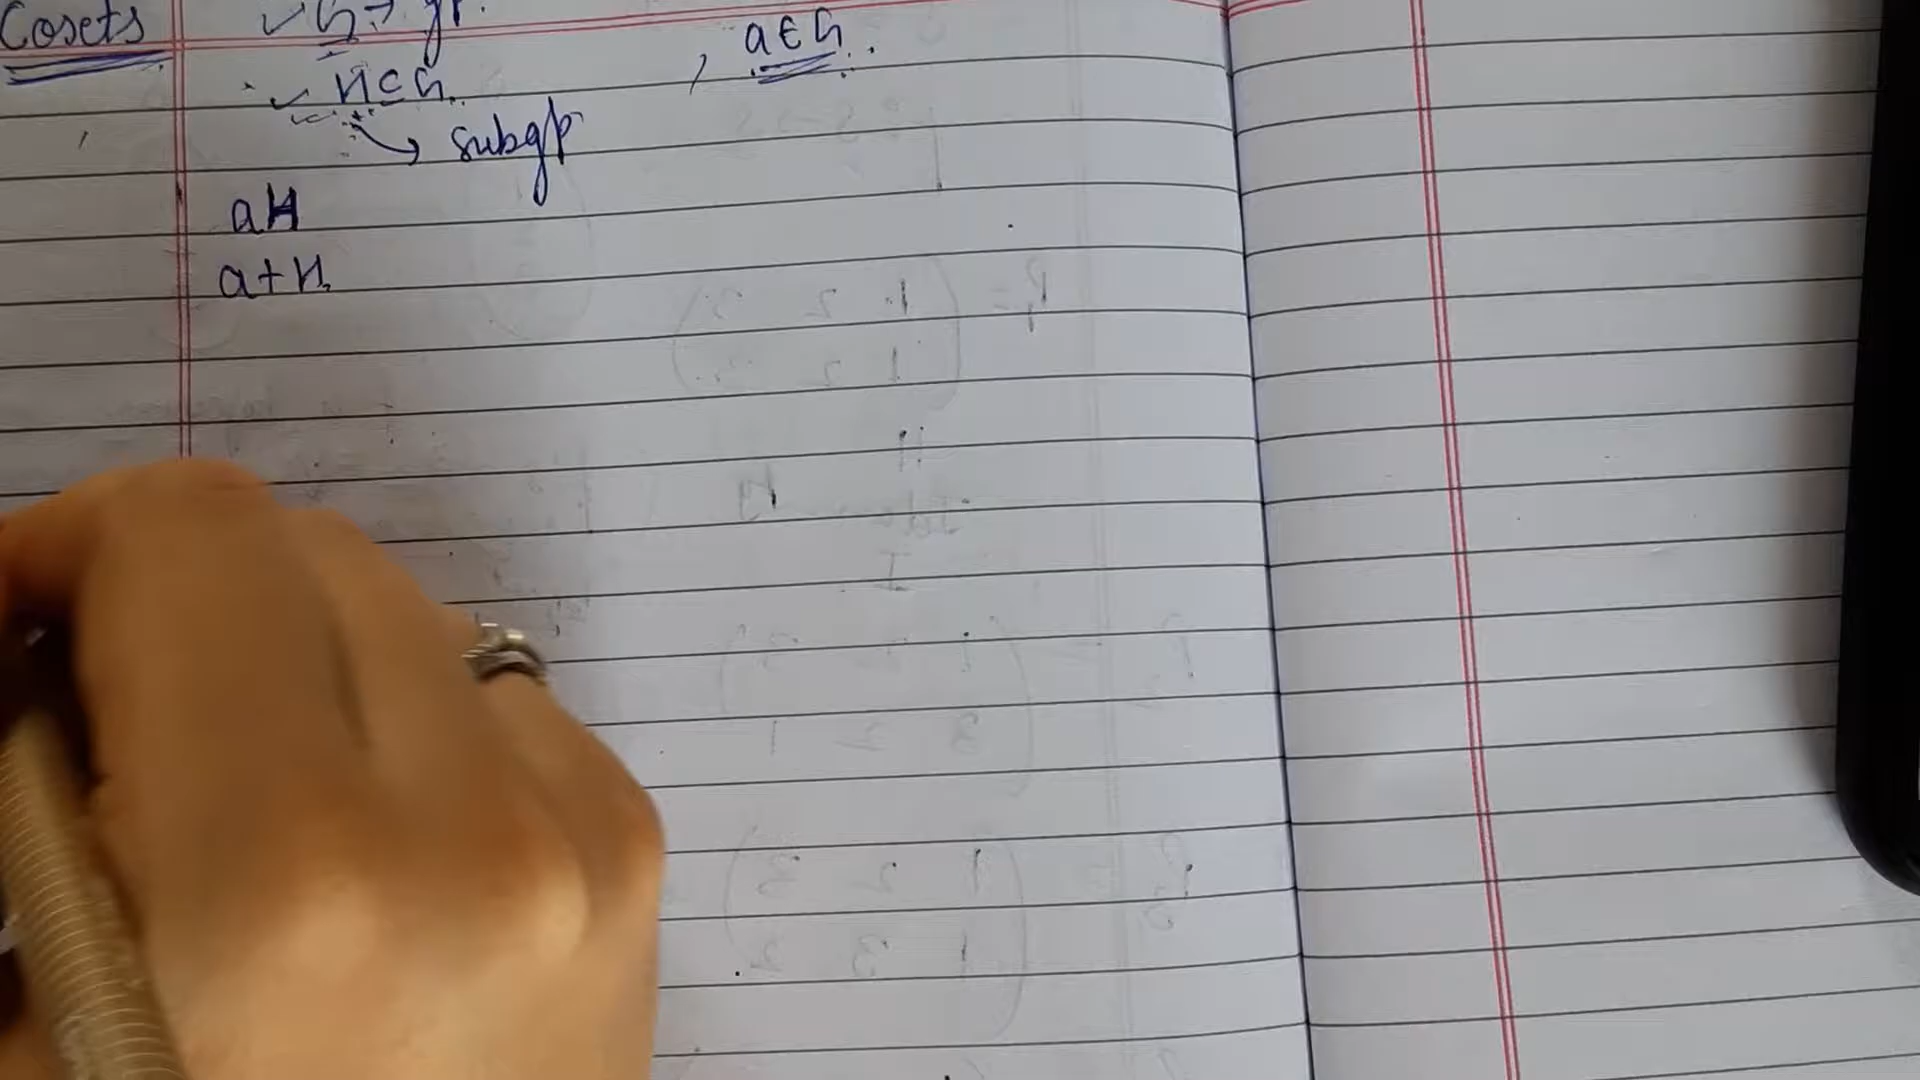 Cosets ✓ G → gp.
✓ H ⊆ G , a ∈ G.
→ subgp
aH
a+H